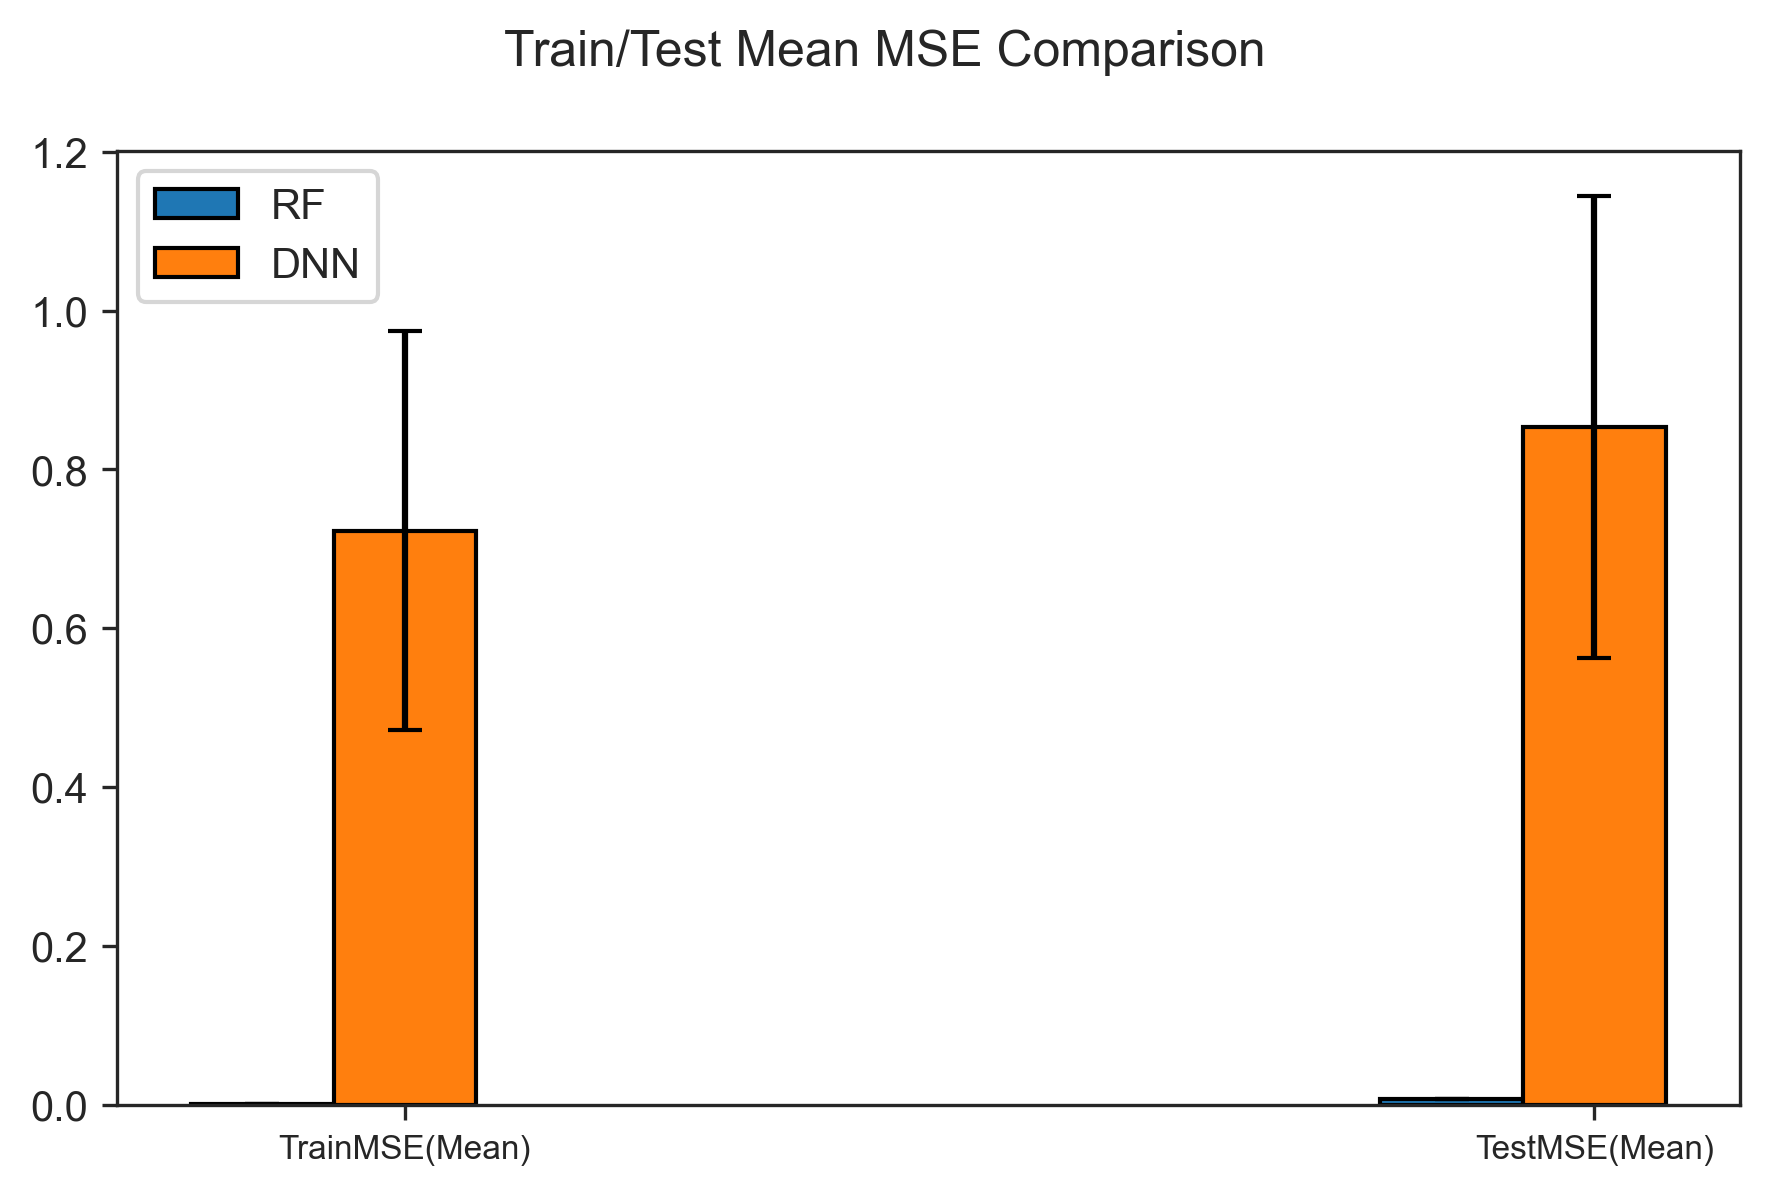 Train/Test Mean MSE Comparison
1.2
1.0
0.8
0.6
0.4
0.2
0.0
RF
DNN
TrainMSE(Mean)
TestMSE(Mean)